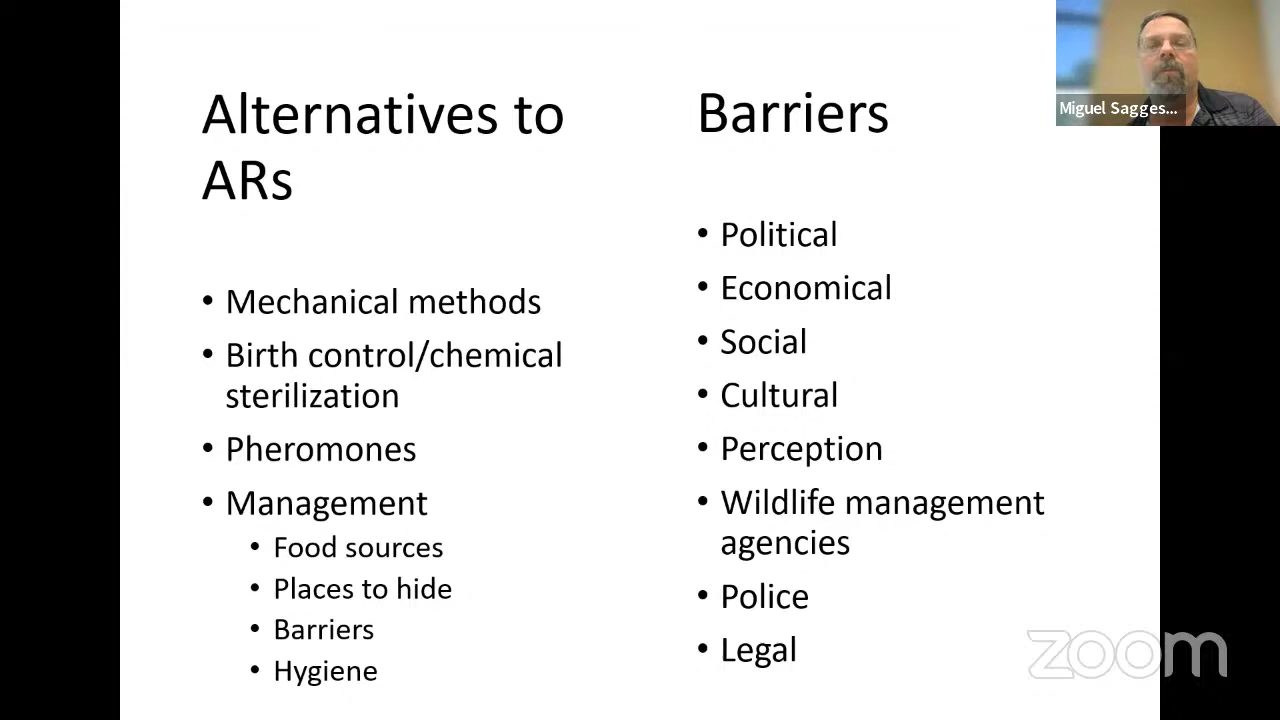 Alternatives to
ARs
• Mechanical methods
• Birth control/chemical
sterilization
• Pheromones
• Management
• Food sources
• Places to hide
• Barriers
• Hygiene
Barriers
• Political
• Economical
• Social
• Cultural
• Perception
• Wildlife management
agencies
• Police
• Legal
Miguel Sagges...
zoom